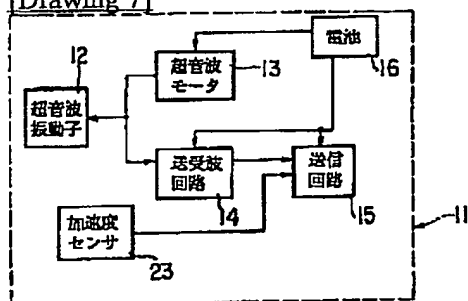 [Drawing 7]
12
超音波
振動子
超音波
モータ
13
電池
16
送受波
回路
14
送信
回路
15
加速度
センサ
23
11